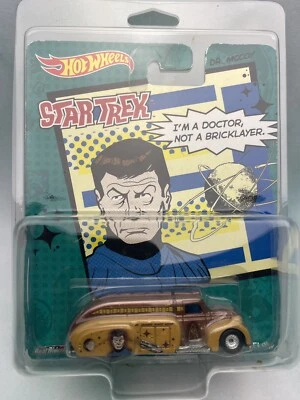 Hot Wheels
DR. MCCOY
STAR TREK
I'M A DOCTOR,
NOT A BRICKLAYER.